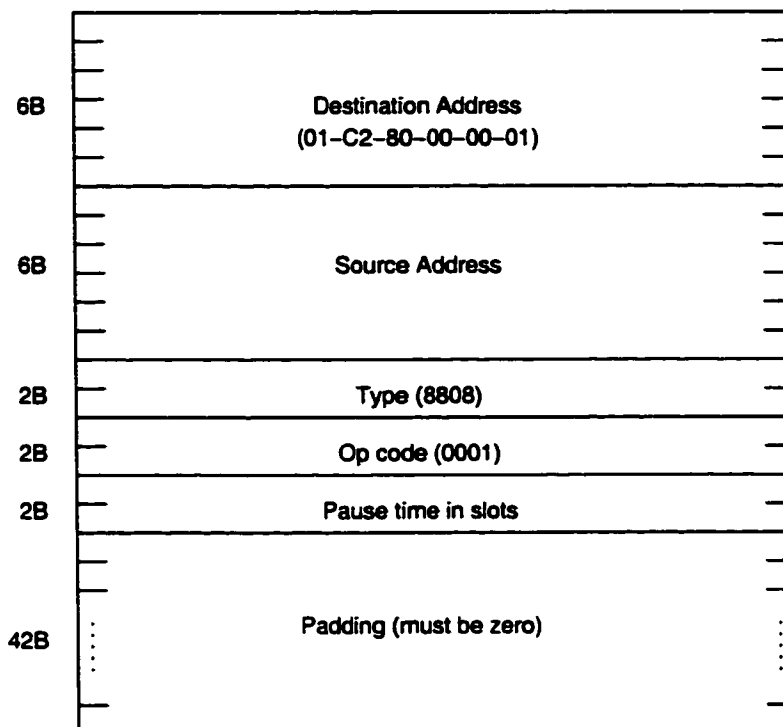 6B
Destination Address
(01-C2-80-00-00-01)
6B
Source Address
2B
Type (8808)
2B
Op code (0001)
2B
Pause time in slots
42B
Padding (must be zero)